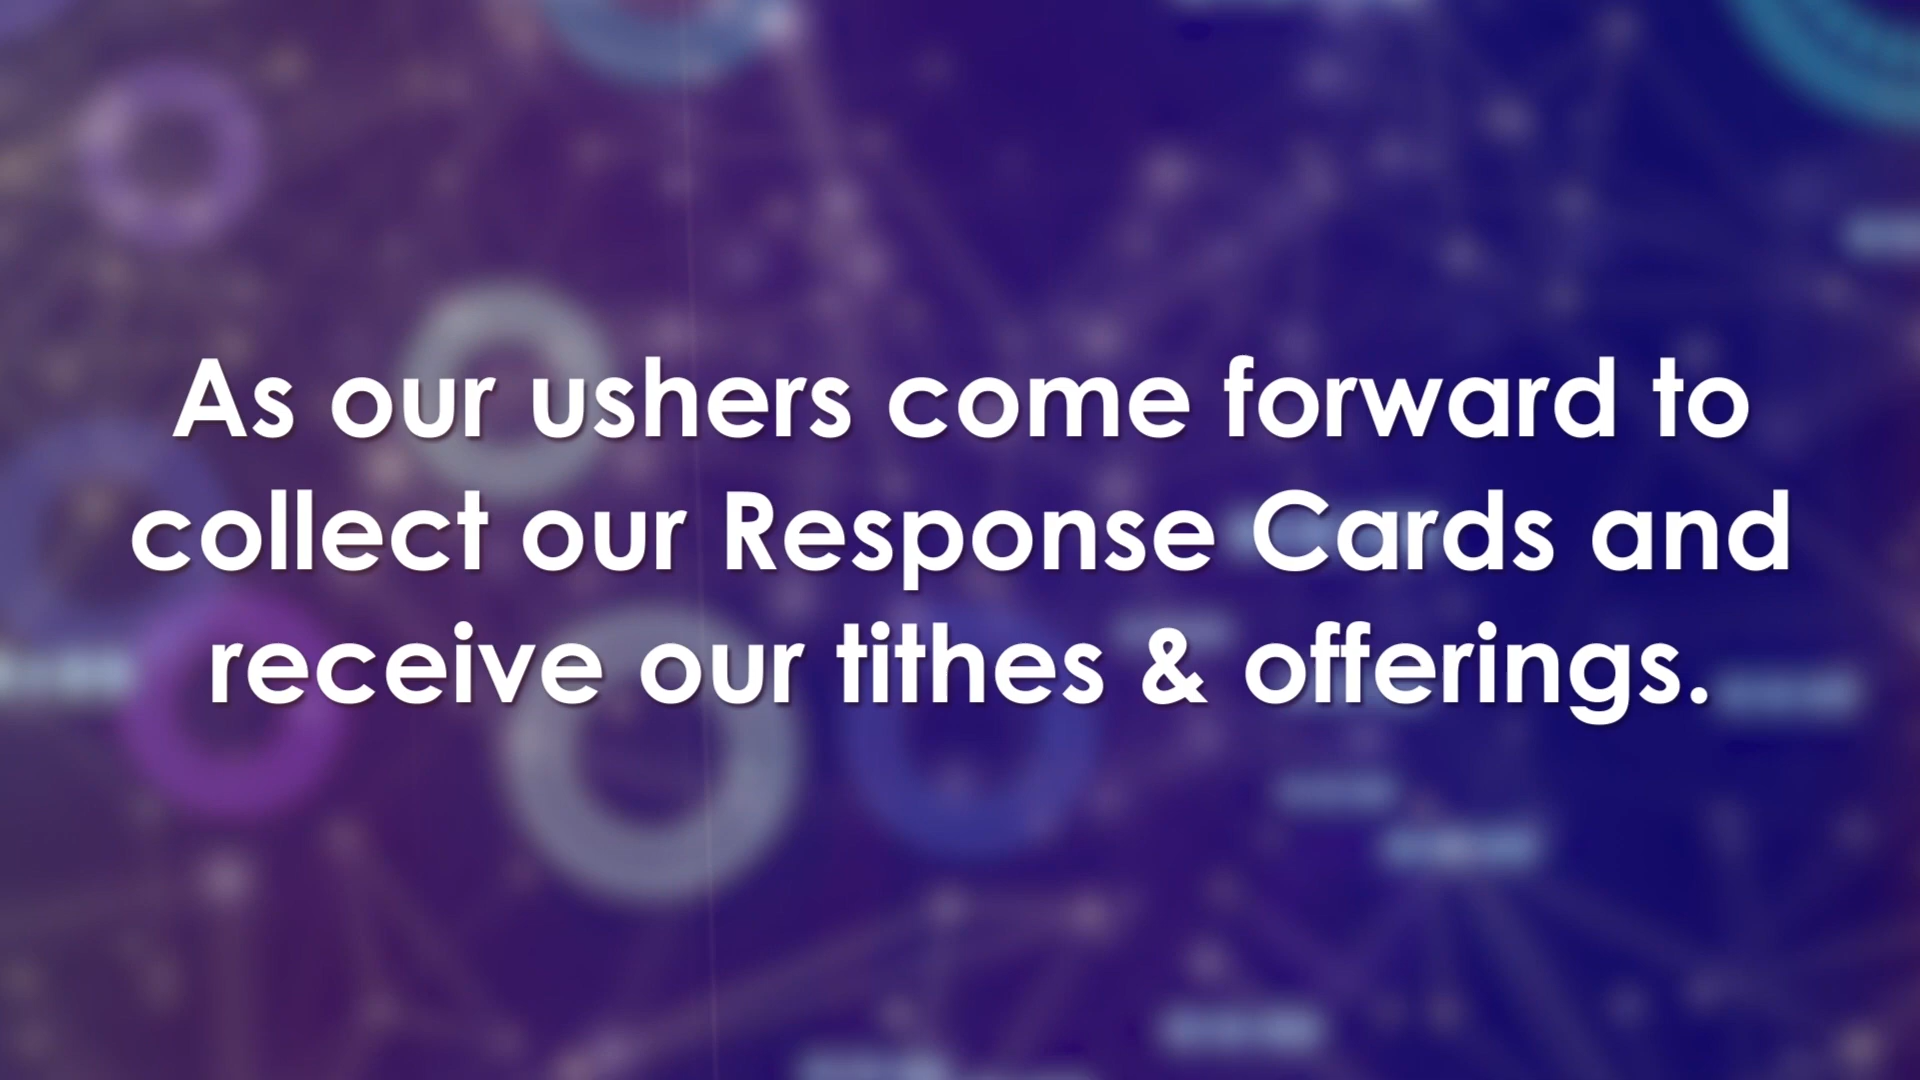 As our ushers come forward to
collect our Response Cards and
receive our tithes & offerings.